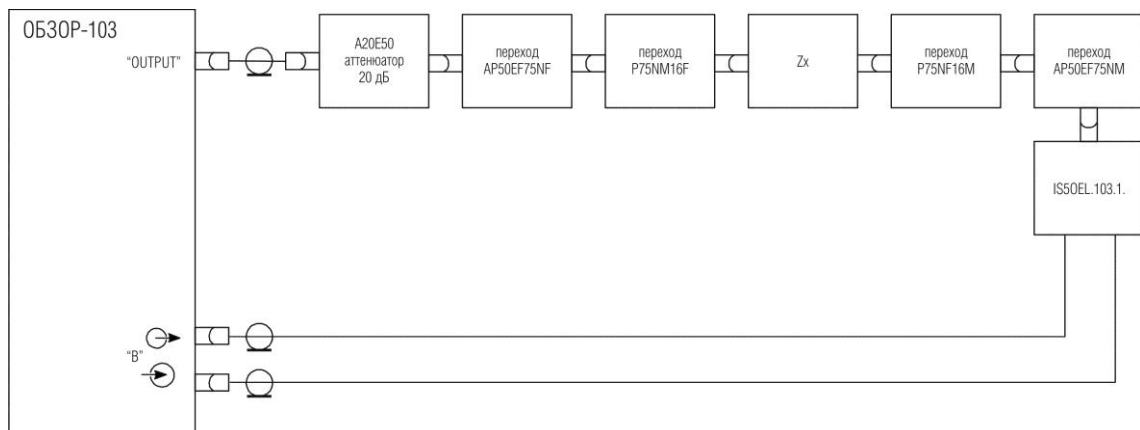 ОБЗОР-103
“OUTPUT”
A20E50
аттенюатор
20 дБ
переход
AP50EF75NF
переход
P75NM16F
Zx
переход
P75NF16M
переход
AP50EF75NM
IS50EL.103.1.
“B”